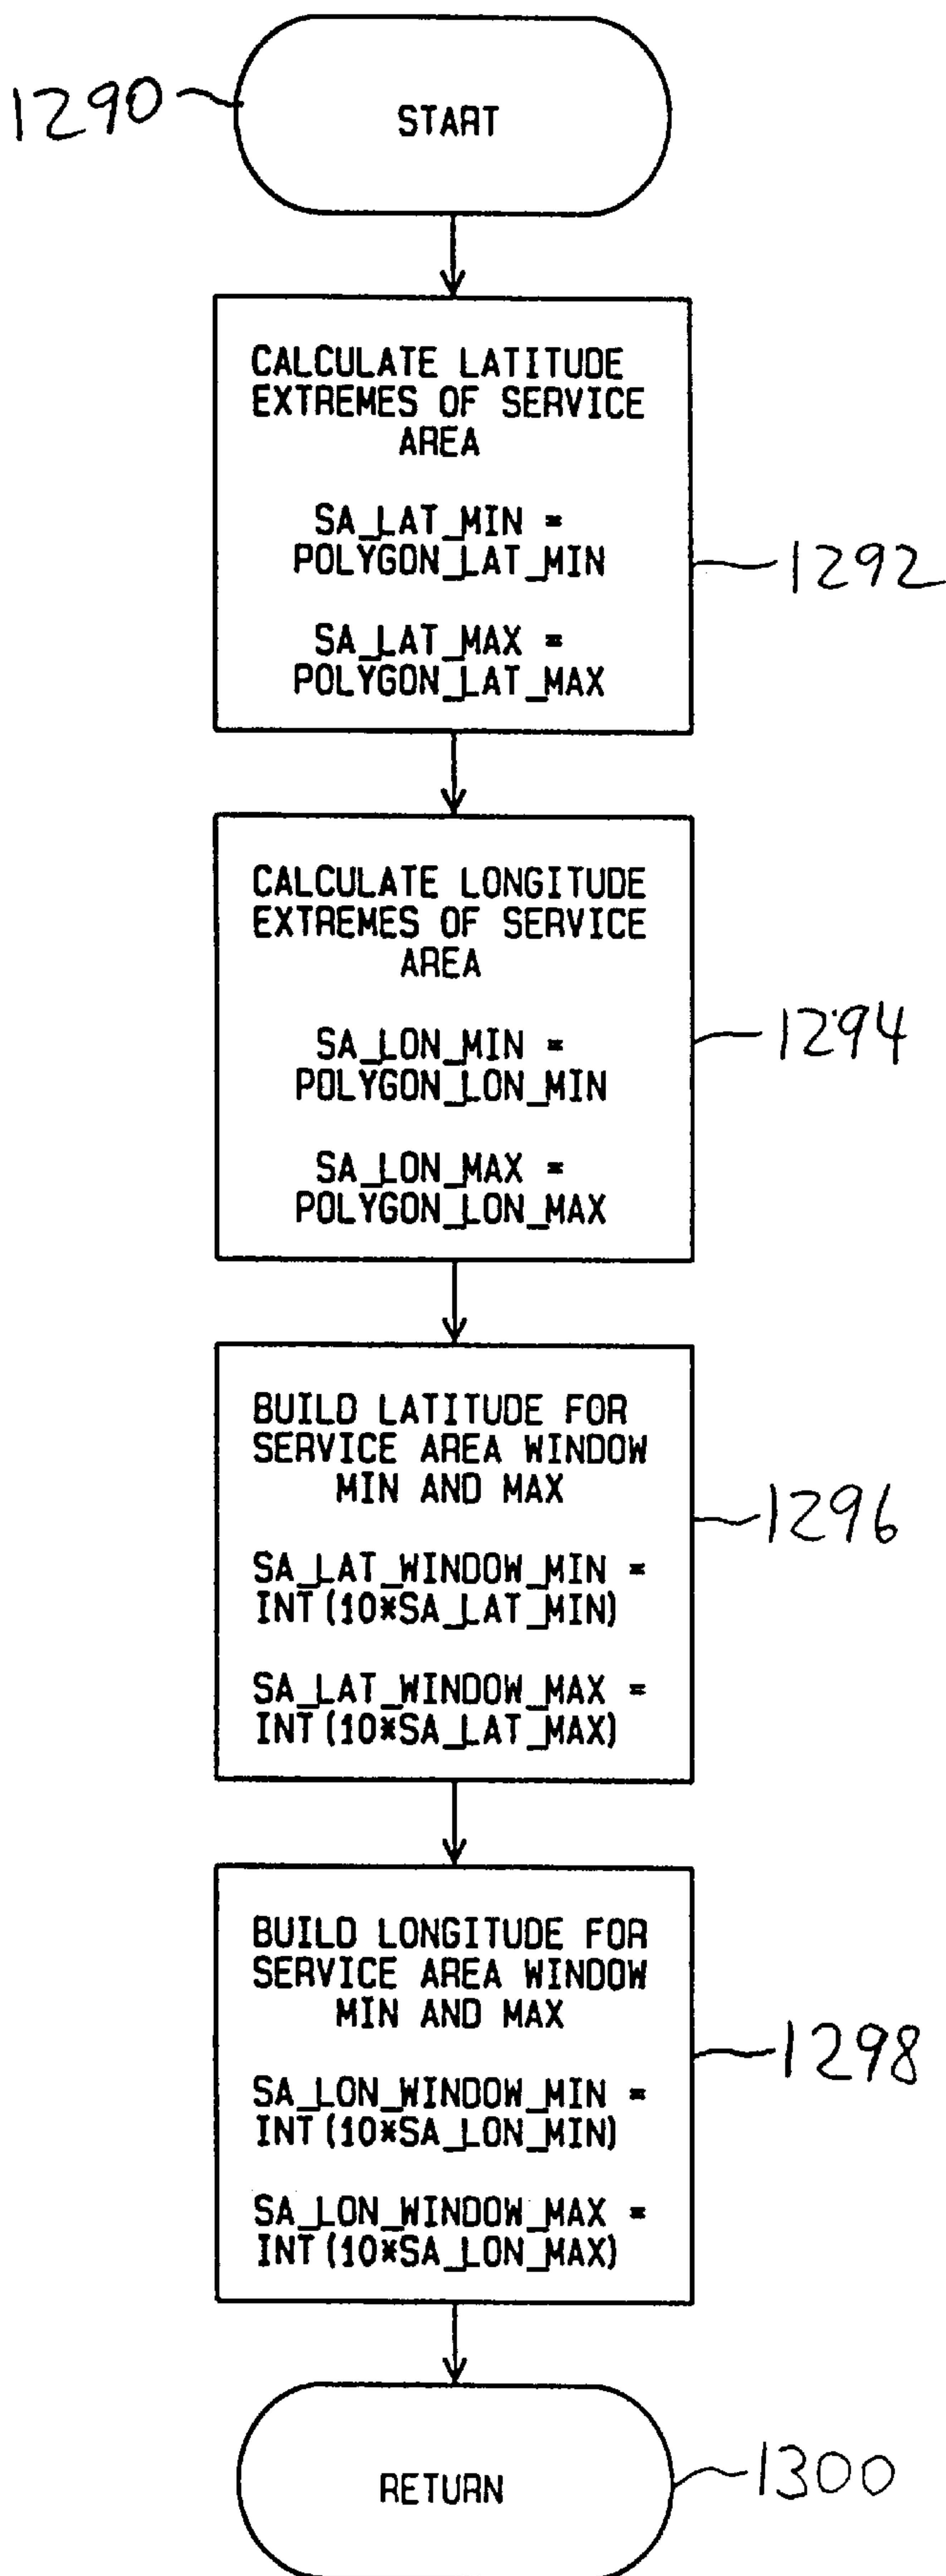 1290
START
CALCULATE LATITUDE
EXTREMES OF SERVICE
AREA
SA_LAT_MIN =
POLYGON_LAT_MIN
SA_LAT_MAX =
POLYGON_LAT_MAX
1292
CALCULATE LONGITUDE
EXTREMES OF SERVICE
AREA
SA_LON_MIN =
POLYGON_LON_MIN
SA_LON_MAX =
POLYGON_LON_MAX
1294
BUILD LATITUDE FOR
SERVICE AREA WINDOW
MIN AND MAX
SA_LAT_WINDOW_MIN =
INT(10*SA_LAT_MIN)
SA_LAT_WINDOW_MAX =
INT(10*SA_LAT_MAX)
1296
BUILD LONGITUDE FOR
SERVICE AREA WINDOW
MIN AND MAX
SA_LON_WINDOW_MIN =
INT(10*SA_LON_MIN)
SA_LON_WINDOW_MAX =
INT(10*SA_LON_MAX)
1298
RETURN
1300